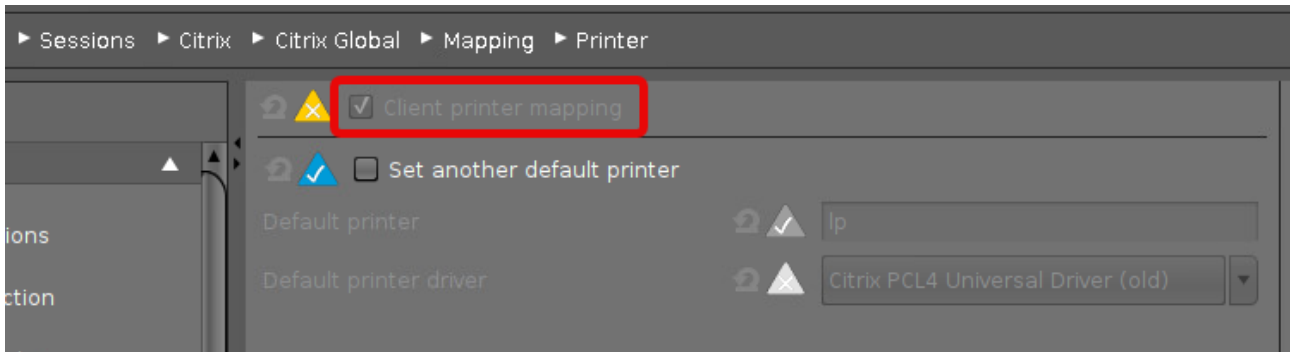 Sessions Citrix Citrix Global Mapping Printer
Client printer mapping
Set another default printer
Default printer lp
ions
Default printer driver Citrix PCL4 Universal Driver (old)
ction